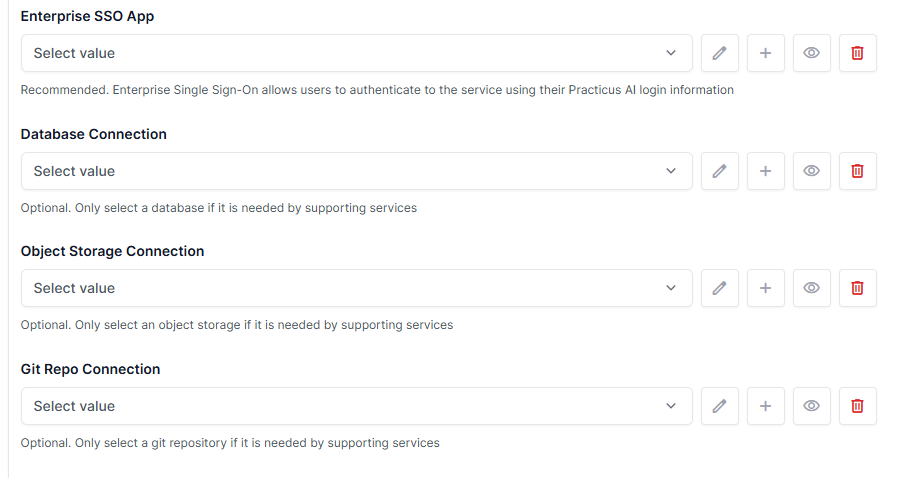 Enterprise SSO App
Select value
Recommended. Enterprise Single Sign-On allows users to authenticate to the service using their Practicus AI login information
Database Connection
Select value
Optional. Only select a database if it is needed by supporting services
Object Storage Connection
Select value
Optional. Only select an object storage if it is needed by supporting services
Git Repo Connection
Select value
Optional. Only select a git repository if it is needed by supporting services